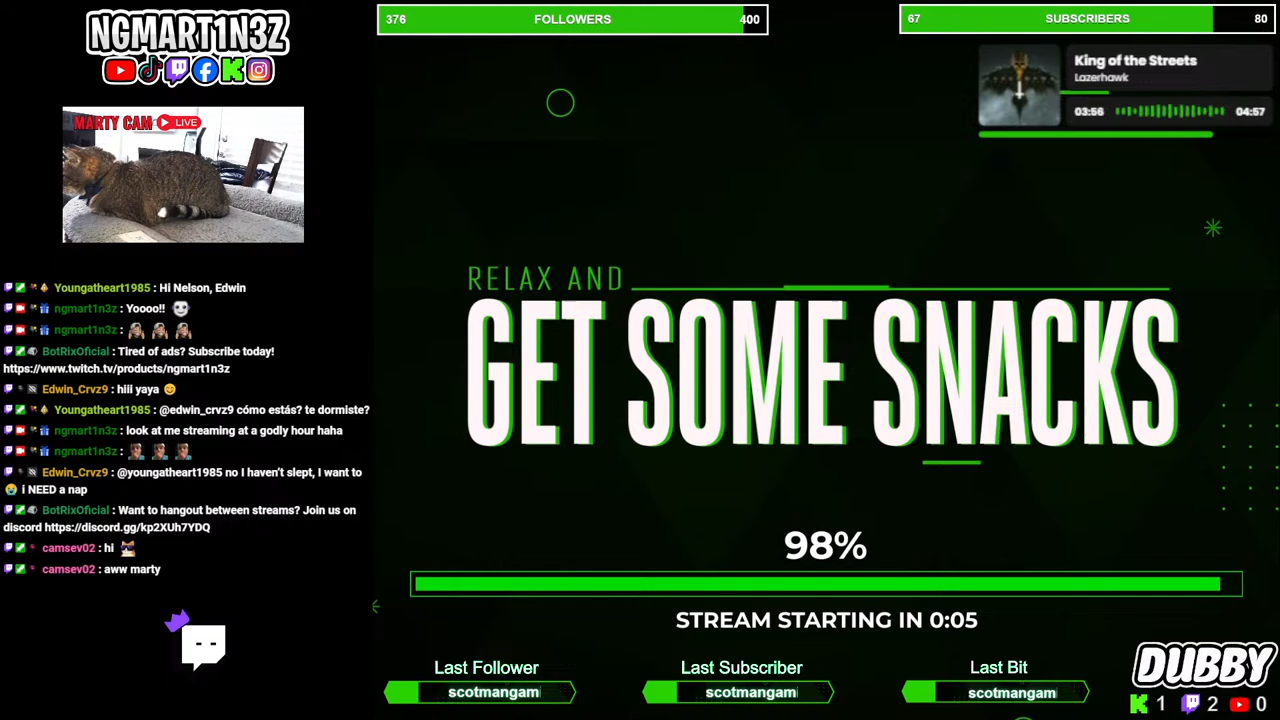 NGMART1N3Z
376 FOLLOWERS 400
67 SUBSCRIBERS 80
King of the Streets
Lazerhawk
03:56 04:57
MARTY CAM LIVE
Youngatheart1985 : Hi Nelson, Edwin
ngmart1n3z : Yoooo!!
ngmart1n3z :
BotRixOficial : Tired of ads? Subscribe today!
https://www.twitch.tv/products/ngmart1n3z
Edwin_Crvz9 : hiii yaya 😊
Youngatheart1985 : @edwin_crvz9 cómo estás? te dormiste?
ngmart1n3z : look at me streaming at a godly hour haha
ngmart1n3z :
Edwin_Crvz9 : @youngatheart1985 no I haven't slept, I want to
😭 i NEED a nap
BotRixOficial : Want to hangout between streams? Join us on
discord https://discord.gg/kp2XUh7YDQ
camsev02 : hi
camsev02 : aww marty
RELAX AND
GET SOME SNACKS
98%
STREAM STARTING IN 0:05
Last Follower
scotmangami
Last Subscriber
scotmangami
Last Bit
scotmangami
DUBBY
1 2 0